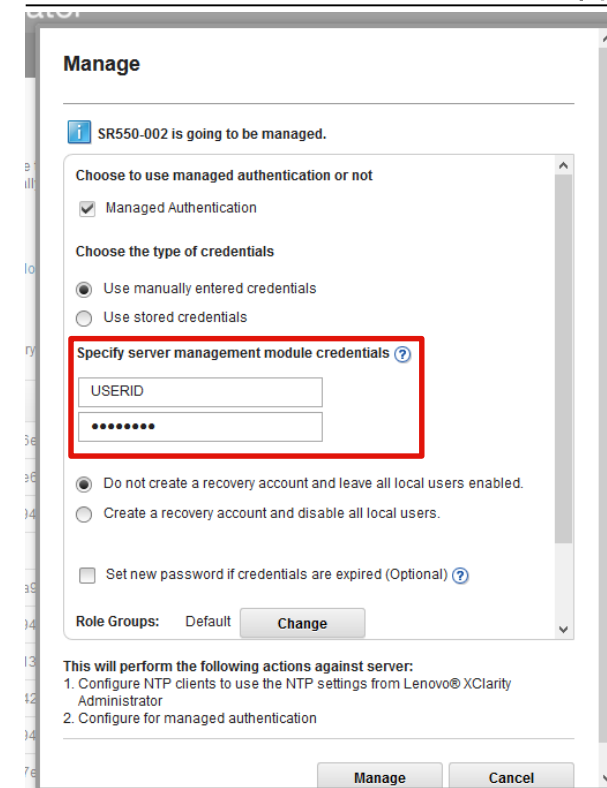 Manage
SR550-002 is going to be managed.
Choose to use managed authentication or not
Managed Authentication
Choose the type of credentials
Use manually entered credentials
Use stored credentials
Specify server management module credentials ?
USERID
••••••••
Do not create a recovery account and leave all local users enabled.
Create a recovery account and disable all local users.
Set new password if credentials are expired (Optional) ?
Role Groups: Default Change
This will perform the following actions against server:
1. Configure NTP clients to use the NTP settings from Lenovo® XClarity
Administrator
2. Configure for managed authentication
Manage Cancel